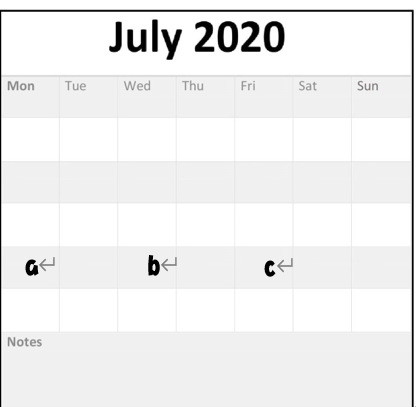 July 2020
Mon Tue Wed Thu Fri Sat Sun
a↵ b↵ c↵
Notes